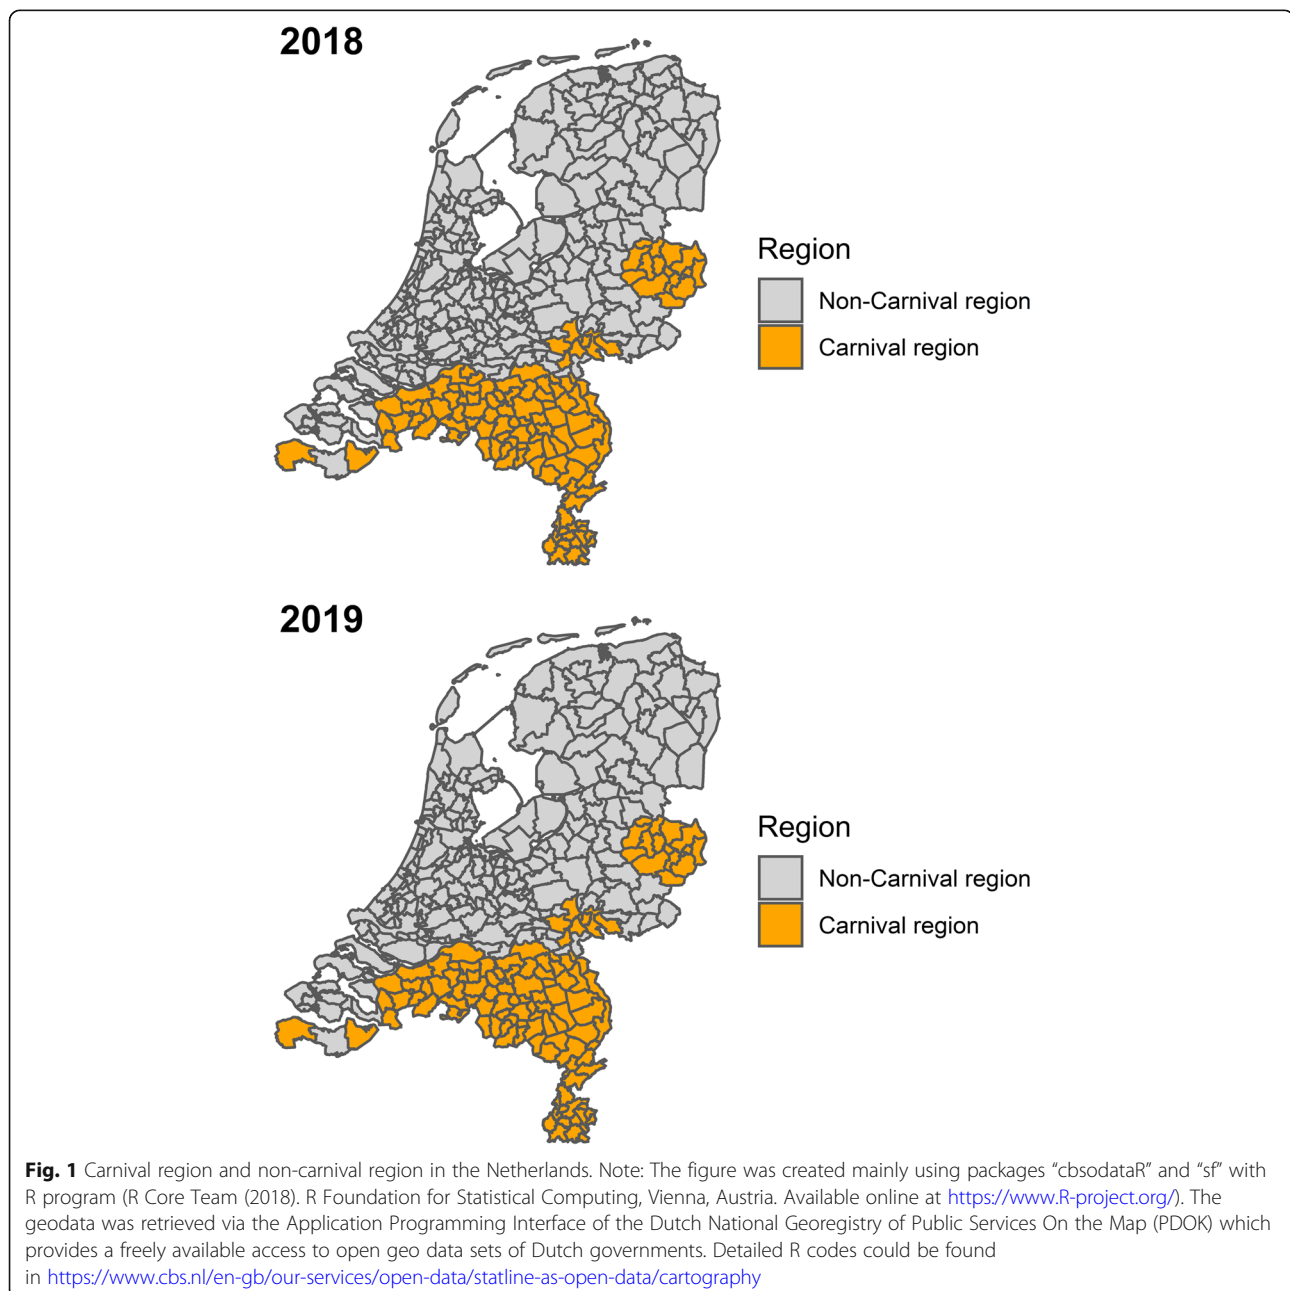 2018
Region
Non-Carnival region
Carnival region
2019
Region
Non-Carnival region
Carnival region
Fig. 1 Carnival region and non-carnival region in the Netherlands. Note: The figure was created mainly using packages “cbsodataR” and “sf” with
R program (R Core Team (2018). R Foundation for Statistical Computing, Vienna, Austria. Available online at https://www.R-project.org/). The
geodata was retrieved via the Application Programming Interface of the Dutch National Georegistry of Public Services On the Map (PDOK) which
provides a freely available access to open geo data sets of Dutch governments. Detailed R codes could be found
in https://www.cbs.nl/en-gb/our-services/open-data/statline-as-open-data/cartography